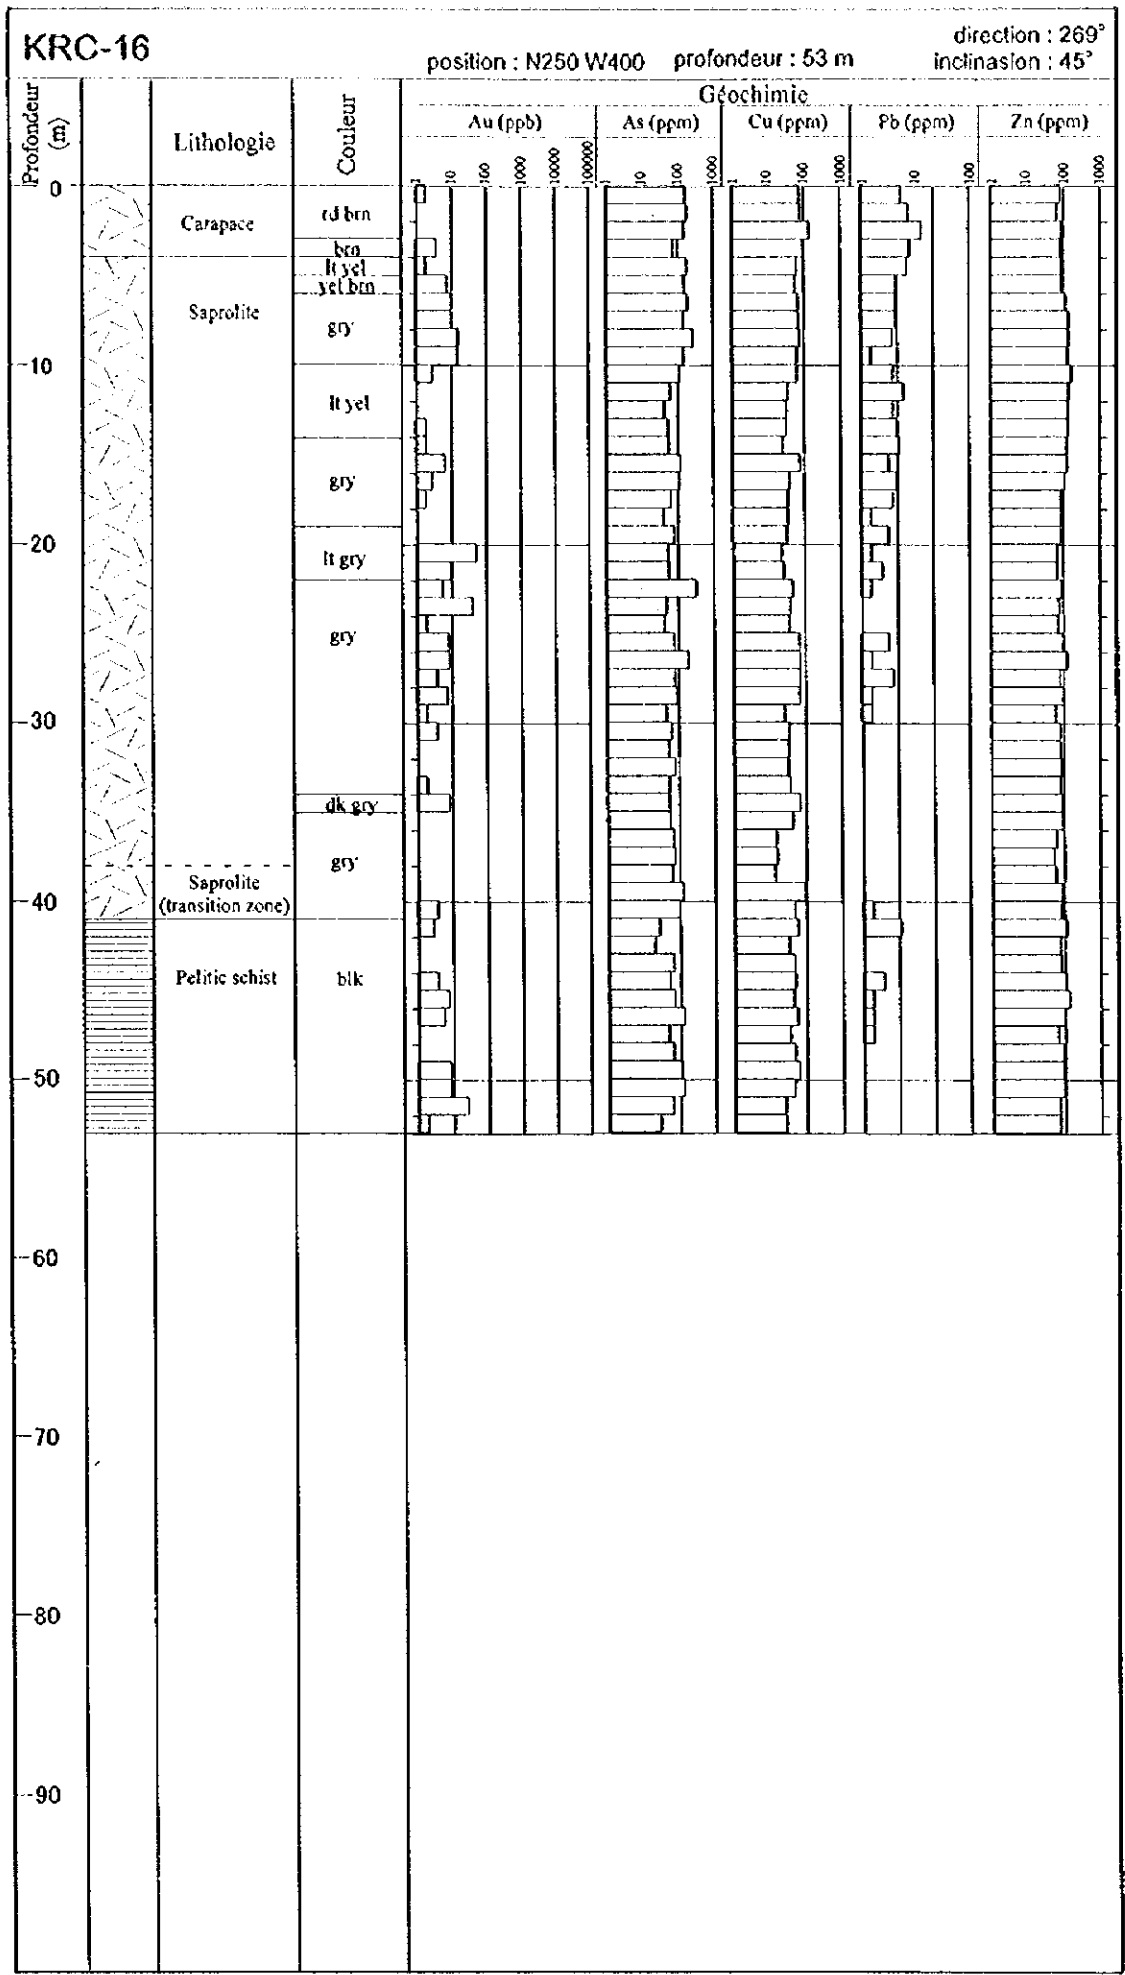 KRC-16
direction : 269°
position : N250 W400 profondeur : 53 m inclinasion : 45°
Profondeur (m)
Lithologie
Couleur
Géochimie
Au (ppb) As (ppm) Cu (ppm) Pb (ppm) Zn (ppm)
1 10 100 1000 10000 100000 1 10 100 1000 1 10 100 1000 1 10 100 2 10 100 1000
0
Carapace
rd brn
brn
lt yel
yel brn
Saprolite
gry
10
lt yel
gry
20
lt gry
gry
30
dk gry
gry
Saprolite
(transition zone)
40
Pelitic schist
blk
50
60
70
80
90